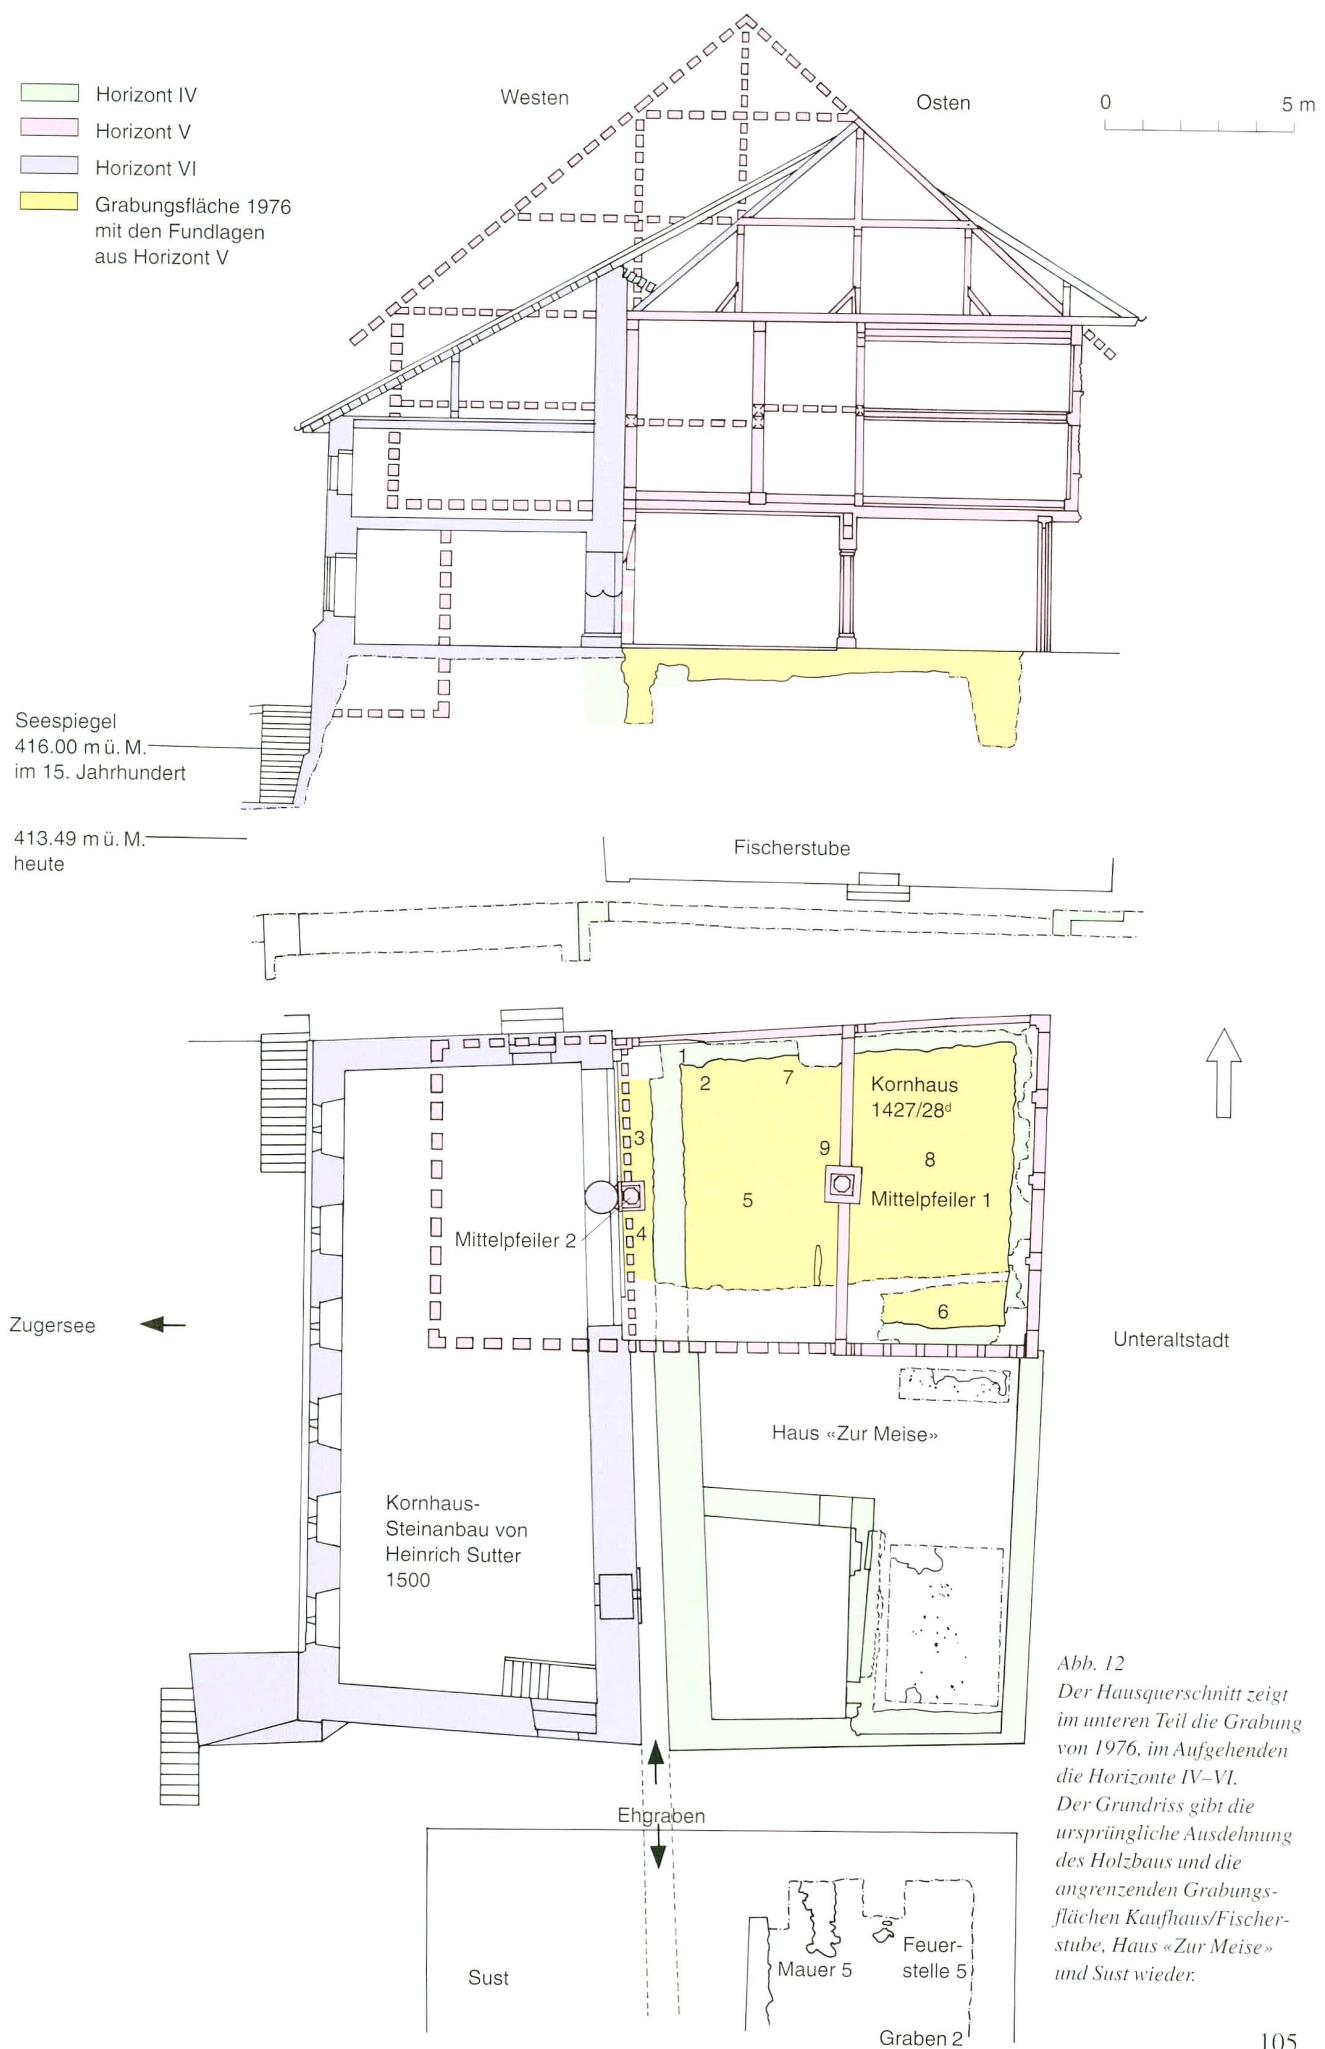 Horizont IV
Horizont V
Horizont VI
Grabungsfläche 1976
mit den Fundlagen
aus Horizont V
Westen
Osten
0
5 m
Seespiegel
416.00 m ü. M.
im 15. Jahrhundert
413.49 m ü. M.
heute
Fischerstube
1
2
7
Kornhaus
1427/28ᵈ
3
9
8
5
Mittelpfeiler 1
4
Mittelpfeiler 2
6
Zugersee
Unteraltstadt
Haus «Zur Meise»
Kornhaus-
Steinanbau von
Heinrich Sutter
1500
Ehgraben
Sust
Mauer 5
Feuer-
stelle 5
Graben 2
Abb. 12
Der Hausquerschnitt zeigt
im unteren Teil die Grabung
von 1976, im Aufgehenden
die Horizonte IV–VI.
Der Grundriss gibt die
ursprüngliche Ausdehnung
des Holzbaus und die
angrenzenden Grabungs-
flächen Kaufhaus/Fischer-
stube, Haus «Zur Meise»
und Sust wieder.
105